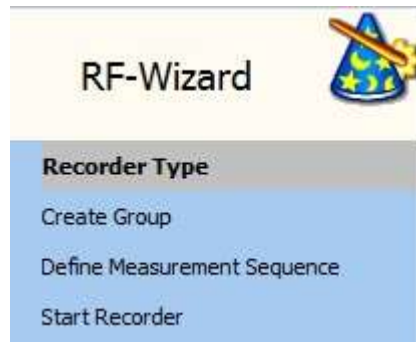 RF-Wizard
Recorder Type
Create Group
Define Measurement Sequence
Start Recorder